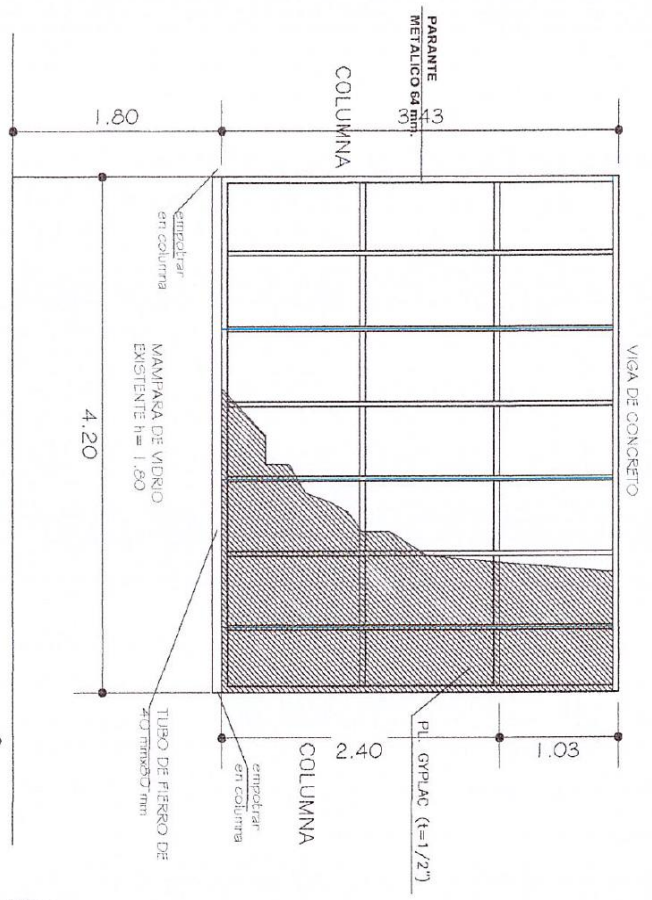 VIGA DE CONCRETO
PARANTE
METALICO 64 mm.
COLUMNA
COLUMNA
3.43
1.80
1.03
2.40
PL. GYPLAC (t=1/2")
empotrar
en columna
empotrar
en columna
MAMPARA DE VIDRIO
EXISTENTE h= 1.80
TUBO DE FIERRO DE
40 mmx80 mm
4.20